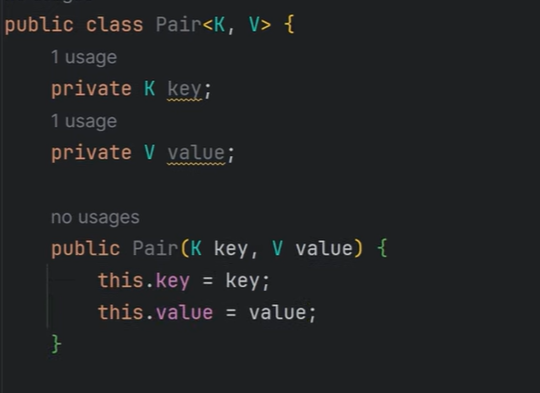 public class Pair<K, V> {
1 usage
private K key;
1 usage
private V value;
no usages
public Pair(K key, V value) {
this.key = key;
this.value = value;
}